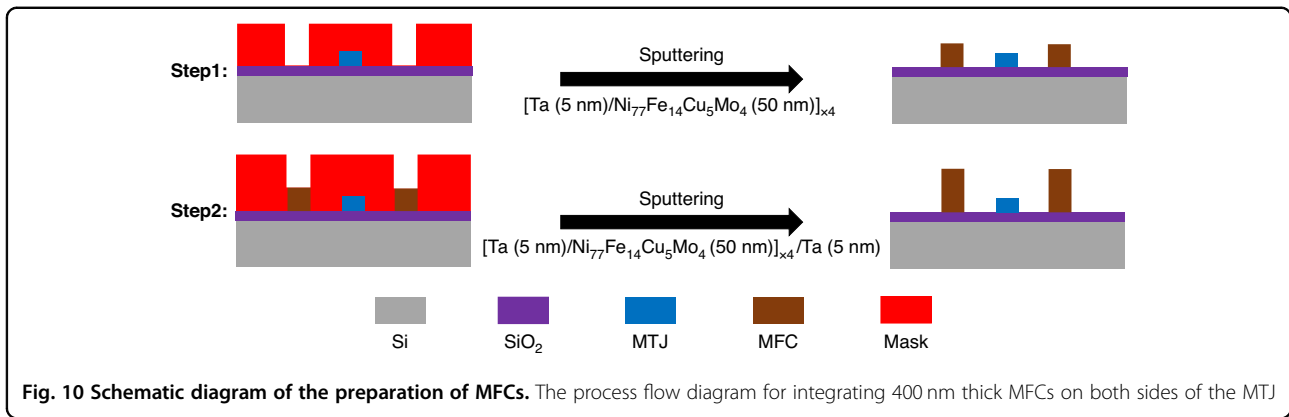 Step1:
Sputtering
[Ta (5 nm)/Ni₇₇Fe₁₄Cu₅Mo₄ (50 nm)]ₓ₄
Step2:
Sputtering
[Ta (5 nm)/Ni₇₇Fe₁₄Cu₅Mo₄ (50 nm)]ₓ₄/Ta (5 nm)
Si SiO₂ MTJ MFC Mask
Fig. 10 Schematic diagram of the preparation of MFCs. The process flow diagram for integrating 400 nm thick MFCs on both sides of the MTJ